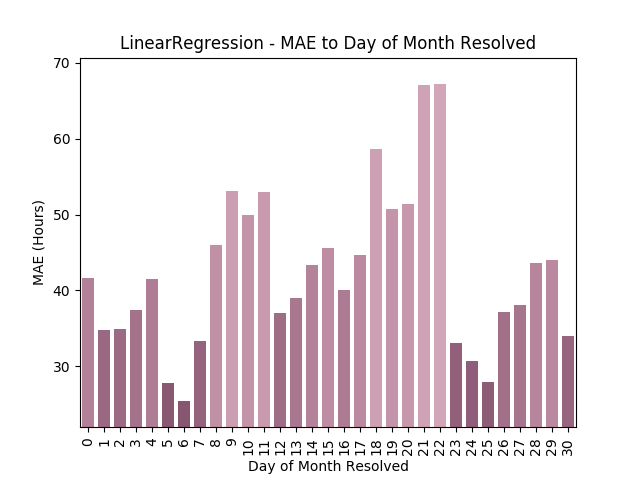 LinearRegression - MAE to Day of Month Resolved
70
60
50
40
30
MAE (Hours)
0 1 2 3 4 5 6 7 8 9 10 11 12 13 14 15 16 17 18 19 20 21 22 23 24 25 26 27 28 29 30
Day of Month Resolved